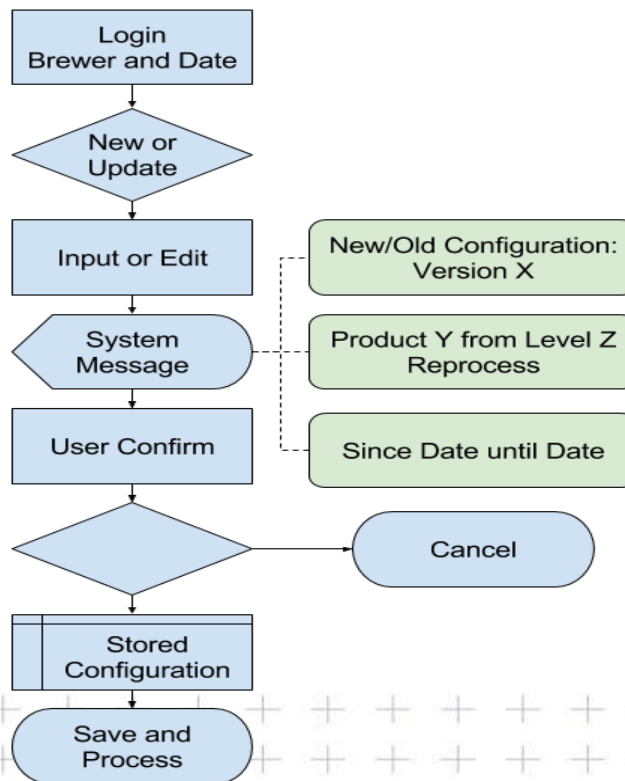 Login
Brewer and Date
New or
Update
Input or Edit
New/Old Configuration:
Version X
System
Message
Product Y from Level Z
Reprocess
User Confirm
Since Date until Date
Cancel
Stored
Configuration
Save and
Process